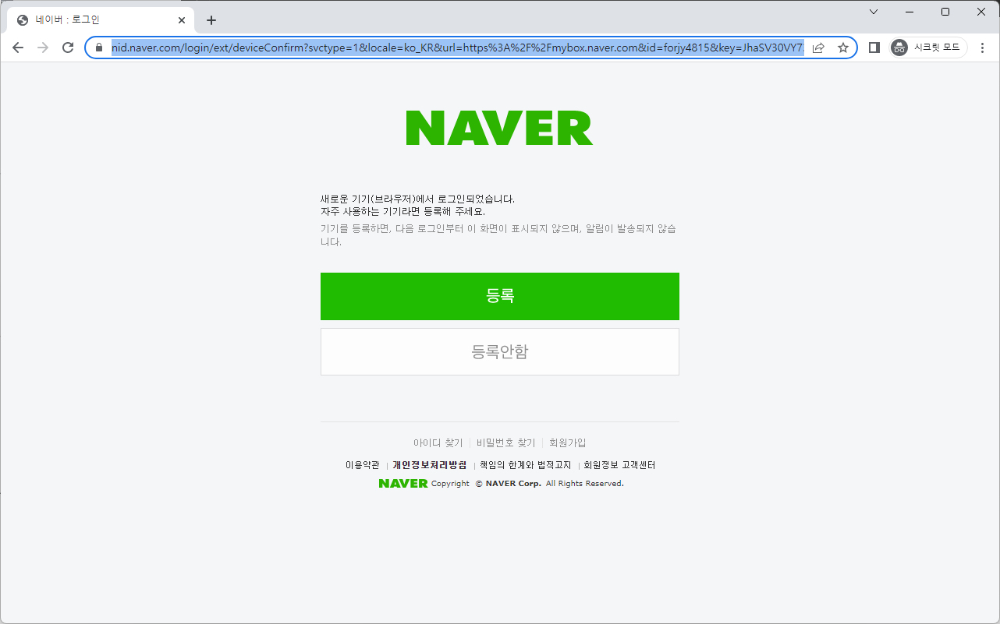 네이버 : 로그인
nid.naver.com/login/ext/deviceConfirm?svctype=1&locale=ko_KR&url=https%3A%2F%2Fmybox.naver.com&id=forjy4815&key=JhaSV30VY7
시크릿 모드
NAVER
새로운 기기(브라우저)에서 로그인되었습니다.
자주 사용하는 기기라면 등록해 주세요.
기기를 등록하면, 다음 로그인부터 이 화면이 표시되지 않으며, 알림이 발송되지 않습
니다.
등록
등록안함
아이디 찾기 | 비밀번호 찾기 | 회원가입
이용약관 | 개인정보처리방침 | 책임의 한계와 법적고지 | 회원정보 고객센터
NAVER Copyright © NAVER Corp. All Rights Reserved.